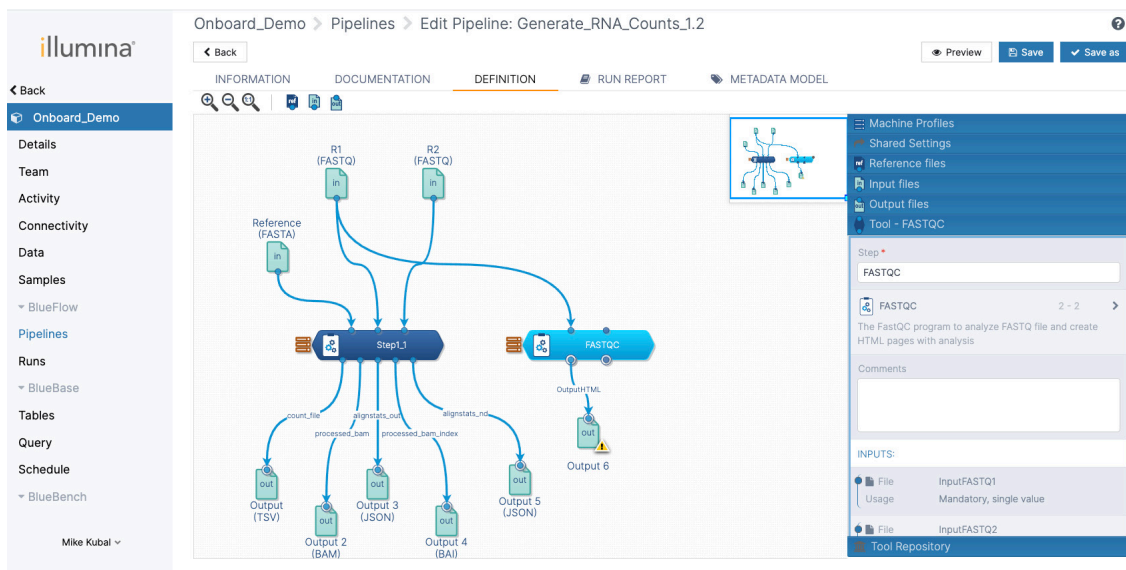 Onboard_Demo > Pipelines > Edit Pipeline: Generate_RNA_Counts_1.2
illumina®
Back
Preview
Save
Save as
INFORMATION
DOCUMENTATION
DEFINITION
RUN REPORT
METADATA MODEL
Back
Onboard_Demo
Details
Team
Activity
Connectivity
Data
Samples
BlueFlow
Pipelines
Runs
BlueBase
Tables
Query
Schedule
BlueBench
Mike Kubal
1:1
ref
in
out
R1
(FASTQ)
in
R2
(FASTQ)
in
Reference
(FASTA)
in
Step1_1
FASTQC
count_file
processed_bam
alignstats_out
processed_bam_index
alignstats_nd
OutputHTML
out
Output
(TSV)
out
Output 2
(BAM)
out
Output 3
(JSON)
out
Output 4
(BAI)
out
Output 5
(JSON)
out
Output 6
Machine Profiles
Shared Settings
ref
Reference files
Input files
Output files
Tool - FASTQC
Step *
FASTQC
FASTQC
2 - 2
The FastQC program to analyze FASTQ file and create
HTML pages with analysis
Comments
INPUTS:
File InputFASTQ1
Usage Mandatory, single value
File InputFASTQ2
Tool Repository